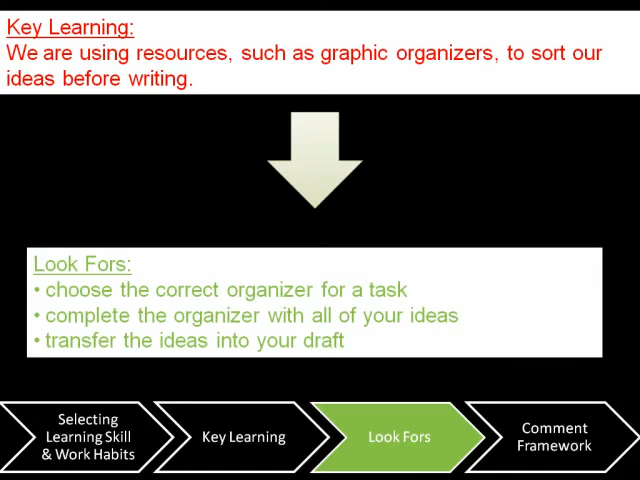 Key Learning:
We are using resources, such as graphic organizers, to sort our
ideas before writing.
Look Fors:
• choose the correct organizer for a task
• complete the organizer with all of your ideas
• transfer the ideas into your draft
Selecting
Learning Skill
& Work Habits
Key Learning
Look Fors
Comment
Framework